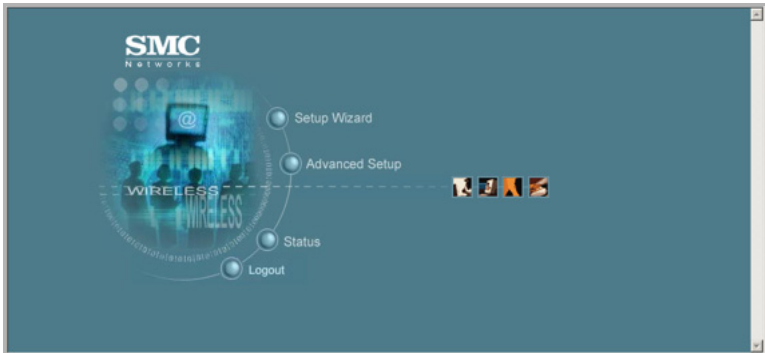 SMC
Networks
@
Setup Wizard
Advanced Setup
WIRELESS
WIRELESS
Status
Logout